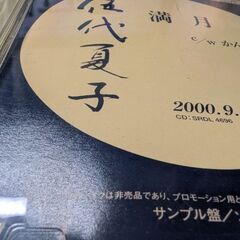 伍代夏子
満月
c/w かん
2000.9.
CD: SRDL 4696
は非売品であり、プロモーション用と
サンプル盤/